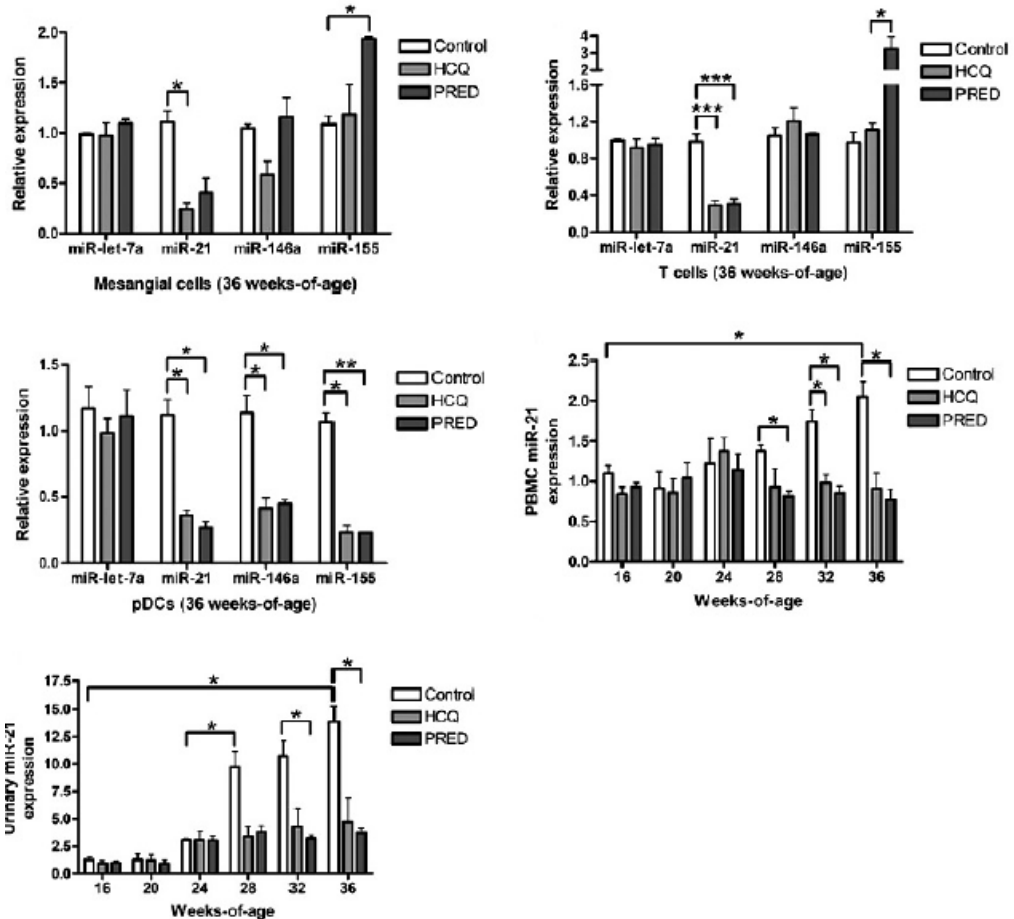 *
2.0
1.5
1.0
0.5
0.0
Relative expression
*
Control
HCQ
PRED
miR-let-7a miR-21 miR-146a miR-155
Mesangial cells (36 weeks-of-age)
*
4
3
2
1.6
1.2
0.8
0.4
0.0
Relative expression
***
***
Control
HCQ
PRED
miR-let-7a miR-21 miR-146a miR-155
T cells (36 weeks-of-age)
1.5
1.0
0.5
0.0
Relative expression
* * **
* * *
Control
HCQ
PRED
miR-let-7a miR-21 miR-146a miR-155
pDCs (36 weeks-of-age)
*
2.5
2.0
1.5
1.0
0.5
0.0
PBMC miR-21
expression
* *
*
*
Control
HCQ
PRED
16 20 24 28 32 36
Weeks-of-age
*
*
17.5
15.0
12.5
10.0
7.5
5.0
2.5
0.0
Urinary miR-21
expression
*
*
Control
HCQ
PRED
16 20 24 28 32 36
Weeks-of-age